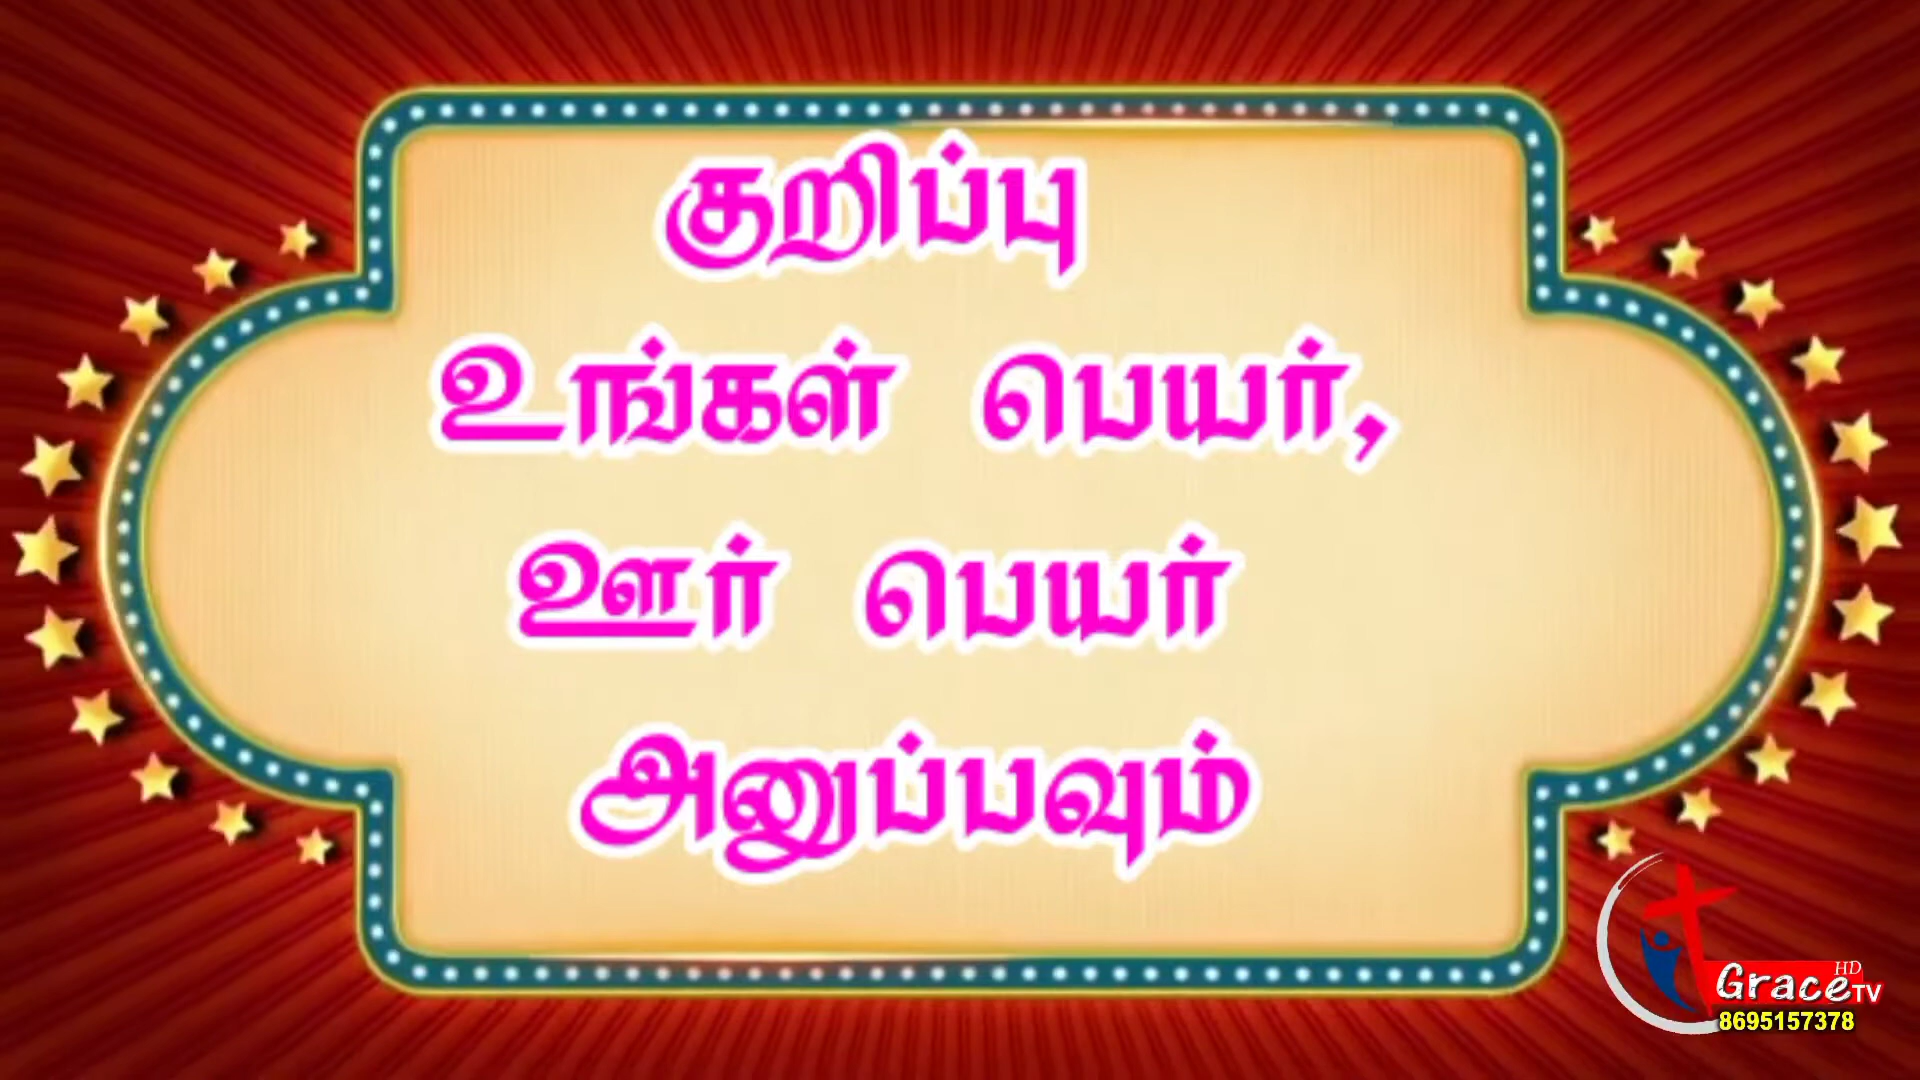 குறிப்பு
உங்கள் பெயர்,
ஊர் பெயர்
அனுப்பவும்
Grace HD TV
8695157378